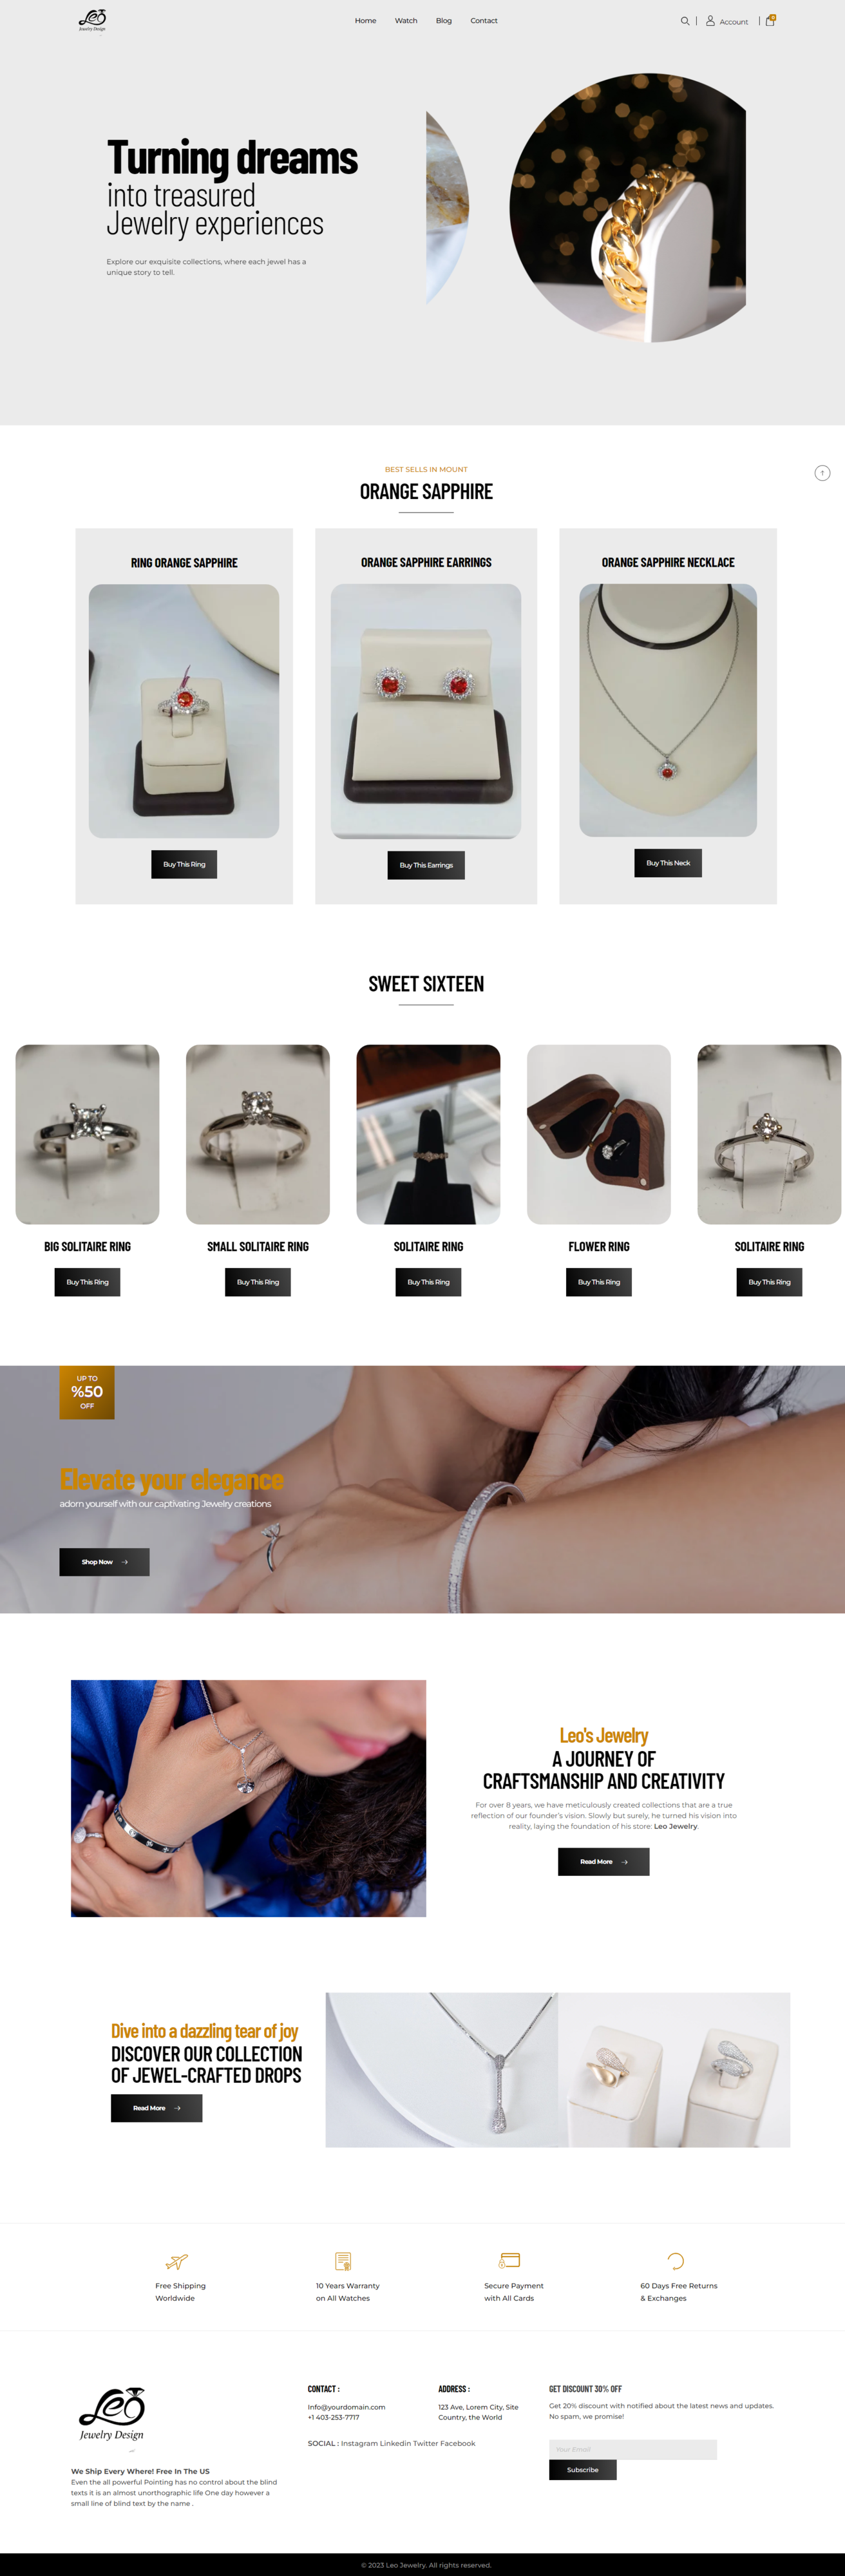 Leo
Jewelry Design
Home Watch Blog Contact
Account
0
Turning dreams
into treasured
Jewelry experiences
Explore our exquisite collections, where each jewel has a
unique story to tell.
BEST SELLS IN MOUNT
ORANGE SAPPHIRE
RING ORANGE SAPPHIRE
Buy This Ring
ORANGE SAPPHIRE EARRINGS
Buy This Earrings
ORANGE SAPPHIRE NECKLACE
Buy This Neck
SWEET SIXTEEN
BIG SOLITAIRE RING
Buy This Ring
SMALL SOLITAIRE RING
Buy This Ring
SOLITAIRE RING
Buy This Ring
FLOWER RING
Buy This Ring
SOLITAIRE RING
Buy This Ring
UP TO
%50
OFF
Elevate your elegance
adorn yourself with our captivating Jewelry creations
Shop Now
Leo's Jewelry
A JOURNEY OF
CRAFTSMANSHIP AND CREATIVITY
For over 8 years, we have meticulously created collections that are a true
reflection of our founder's vision. Slowly but surely, he turned his vision into
reality, laying the foundation of his store: Leo Jewelry.
Read More
Dive into a dazzling tear of joy
DISCOVER OUR COLLECTION
OF JEWEL-CRAFTED DROPS
Read More
Free Shipping
Worldwide
10 Years Warranty
on All Watches
Secure Payment
with All Cards
60 Days Free Returns
& Exchanges
Leo
Jewelry Design
We Ship Every Where! Free In The US
Even the all powerful Pointing has no control about the blind
texts it is an almost unorthographic life One day however a
small line of blind text by the name .
CONTACT :
Info@yourdomain.com
+1 403-253-7717
ADDRESS :
123 Ave, Lorem City, Site
Country, the World
SOCIAL : Instagram Linkedin Twitter Facebook
GET DISCOUNT 30% OFF
Get 20% discount with notified about the latest news and updates.
No spam, we promise!
Your Email
Subscribe
© 2023 Leo Jewelry. All rights reserved.